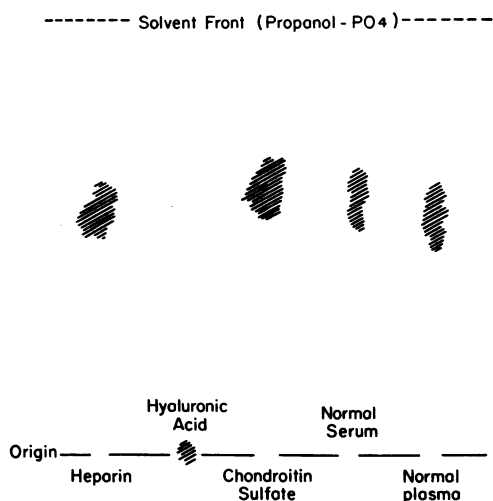 Solvent Front (Propanol - PO4)
Hyaluronic
Acid
Normal
Serum
Origin
Heparin
Chondroitin
Sulfate
Normal
plasma